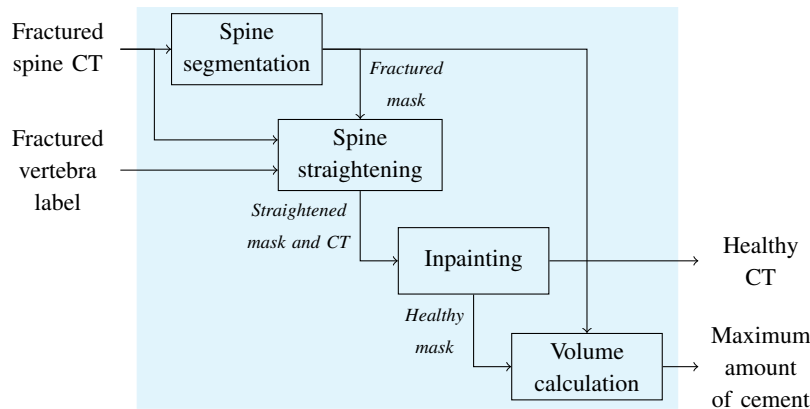 Fractured
spine CT
Spine
segmentation
Fractured
mask
Fractured
vertebra
label
Spine
straightening
Straightened
mask and CT
Inpainting
Healthy
CT
Healthy
mask
Volume
calculation
Maximum
amount
of cement